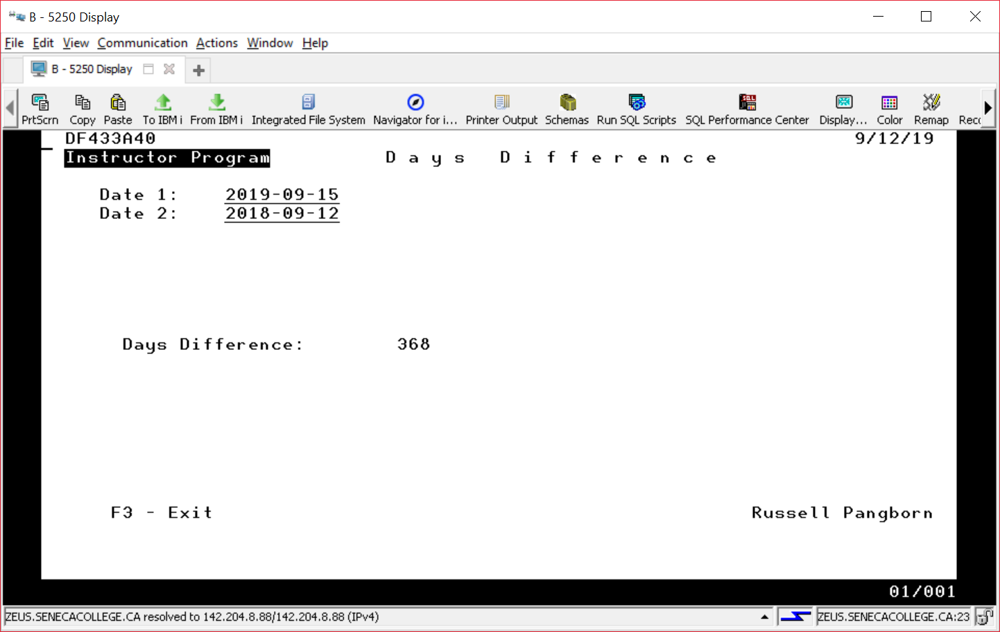 B - 5250 Display
File Edit View Communication Actions Window Help
B - 5250 Display
PrtScrn Copy Paste To IBM i From IBM i Integrated File System Navigator for i... Printer Output Schemas Run SQL Scripts SQL Performance Center Display... Color Remap Recc
DF433A40 9/12/19
Instructor Program D a y s D i f f e r e n c e
Date 1: 2019-09-15
Date 2: 2018-09-12
Days Difference: 368
F3 - Exit Russell Pangborn
01/001
ZEUS.SENECACOLLEGE.CA resolved to 142.204.8.88/142.204.8.88 (IPv4) ZEUS.SENECACOLLEGE.CA:23